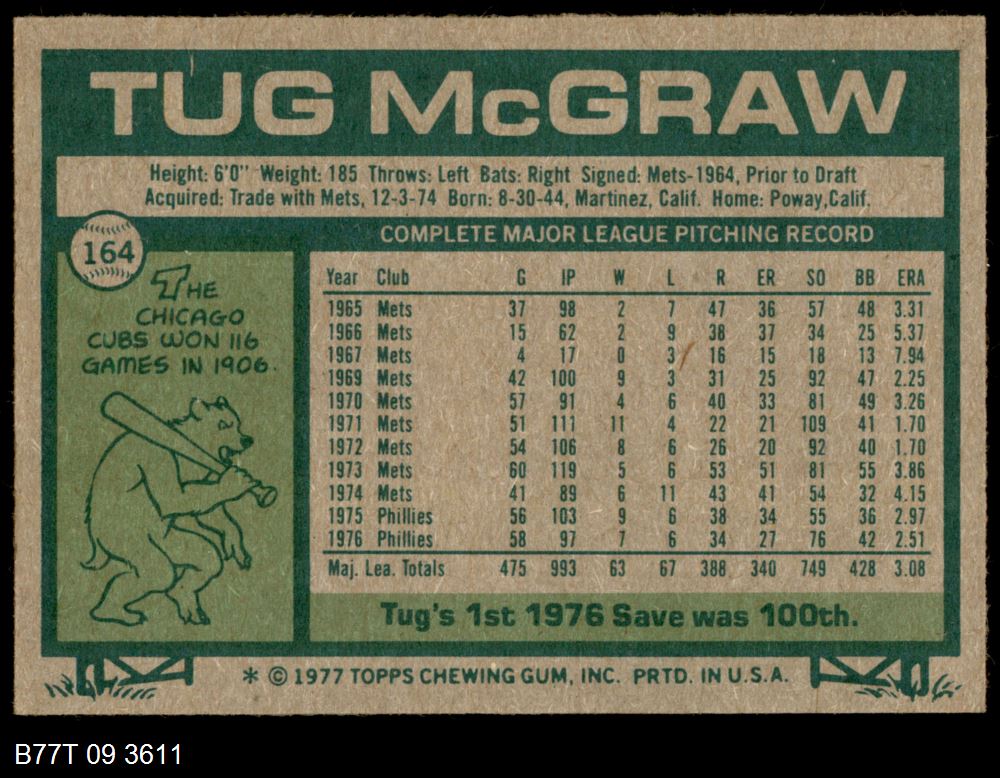 TUG McGRAW
Height: 6'0" Weight: 185 Throws: Left Bats: Right Signed: Mets-1964, Prior to Draft
Acquired: Trade with Mets, 12-3-74 Born: 8-30-44, Martinez, Calif. Home: Poway,Calif.
164
THE
CHICAGO
CUBS WON 116
GAMES IN 1906.
COMPLETE MAJOR LEAGUE PITCHING RECORD
Year Club G IP W L R ER SO BB ERA
1965 Mets 37 98 2 7 47 36 57 48 3.31
1966 Mets 15 62 2 9 38 37 34 25 5.37
1967 Mets 4 17 0 3 16 15 18 13 7.94
1969 Mets 42 100 9 3 31 25 92 47 2.25
1970 Mets 57 91 4 6 40 33 81 49 3.26
1971 Mets 51 111 11 4 22 21 109 41 1.70
1972 Mets 54 106 8 6 26 20 92 40 1.70
1973 Mets 60 119 5 6 53 51 81 55 3.86
1974 Mets 41 89 6 11 43 41 54 32 4.15
1975 Phillies 56 103 9 6 38 34 55 36 2.97
1976 Phillies 58 97 7 6 34 27 76 42 2.51
Maj. Lea. Totals 475 993 63 67 388 340 749 428 3.08
Tug's 1st 1976 Save was 100th.
* © 1977 TOPPS CHEWING GUM, INC. PRTD. IN U.S.A.
B77T 09 3611